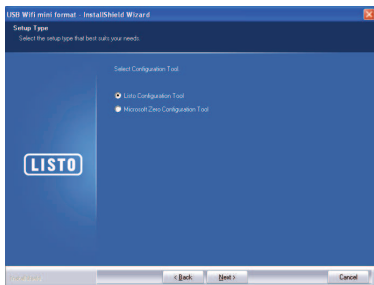 USB Wifi mini format - InstallShield Wizard
Setup Type
Select the setup type that best suits your needs.
Select Configuration Tool.
Listo Configuration Tool
Microsoft Zero Configuration Tool
LISTO
< Back
Next >
Cancel